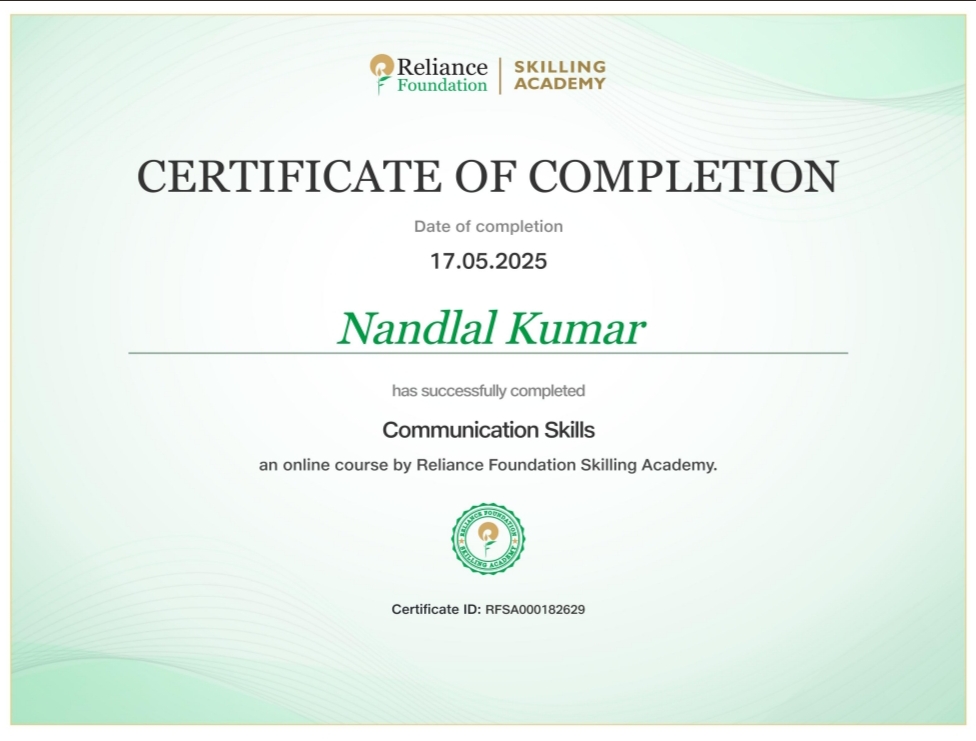 Reliance
Foundation
SKILLING
ACADEMY
CERTIFICATE OF COMPLETION
Date of completion
17.05.2025
Nandlal Kumar
has successfully completed
Communication Skills
an online course by Reliance Foundation Skilling Academy.
RELIANCE FOUNDATION
SKILLING ACADEMY
Certificate ID: RFSA000182629